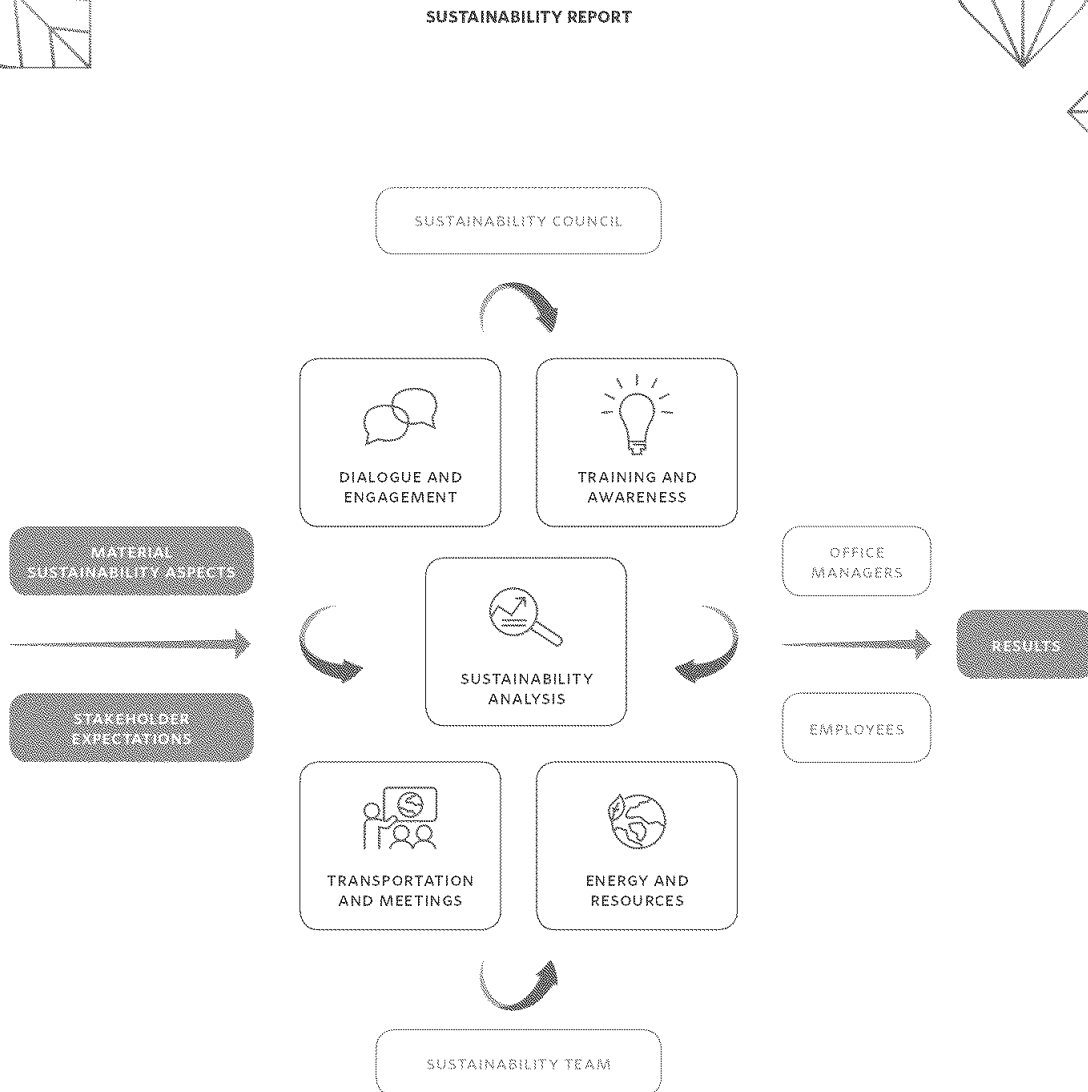 SUSTAINABILITY REPORT
SUSTAINABILITY COUNCIL
DIALOGUE AND
ENGAGEMENT
TRAINING AND
AWARENESS
MATERIAL
SUSTAINABILITY ASPECTS
STAKEHOLDER
EXPECTATIONS
SUSTAINABILITY
ANALYSIS
OFFICE
MANAGERS
EMPLOYEES
RESULTS
TRANSPORTATION
AND MEETINGS
ENERGY AND
RESOURCES
SUSTAINABILITY TEAM